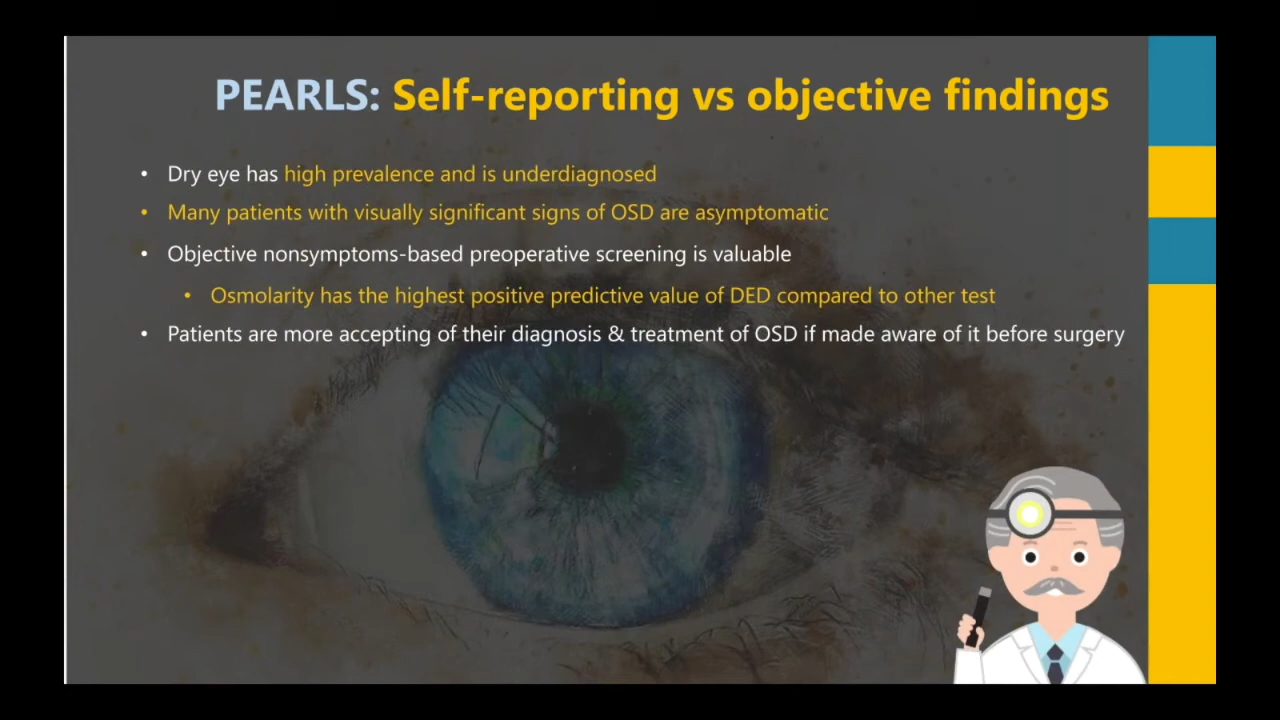 PEARLS: Self-reporting vs objective findings
• Dry eye has high prevalence and is underdiagnosed
• Many patients with visually significant signs of OSD are asymptomatic
• Objective nonsymptoms-based preoperative screening is valuable
• Osmolarity has the highest positive predictive value of DED compared to other test
• Patients are more accepting of their diagnosis & treatment of OSD if made aware of it before surgery